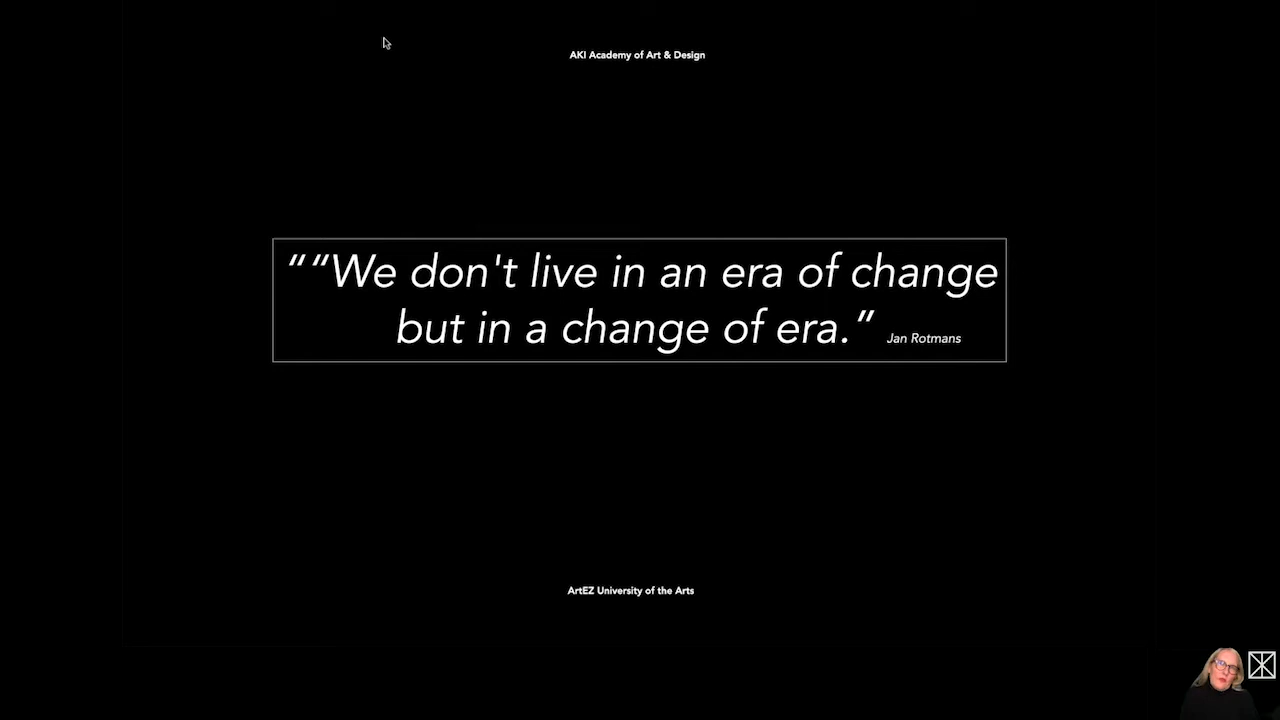 AKI Academy of Art & Design
““We don't live in an era of change
but in a change of era.” Jan Rotmans
ArtEZ University of the Arts